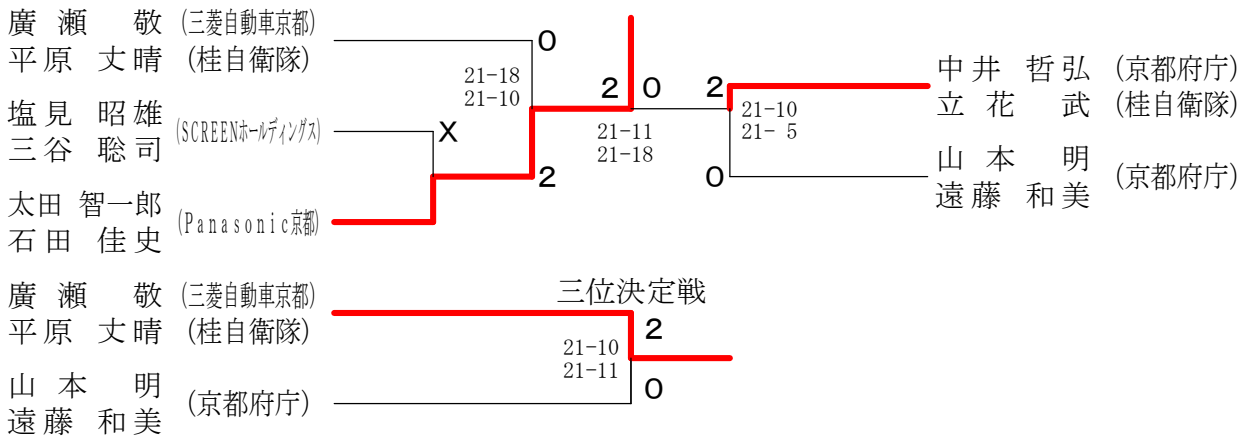 廣瀬 敬 (三菱自動車京都)
平原 丈晴 (桂自衛隊)
塩見 昭雄
三谷 聡司
(SCREENホールディングス)
太田 智一郎
石田 佳史
(Panasonic京都)
0
21-18
21-10
X
2
2 0
21-11
21-18
2
21-10
21- 5
0
中井 哲弘 (京都府庁)
立花 武 (桂自衛隊)
山本 明
遠藤 和美
(京都府庁)
廣瀬 敬 (三菱自動車京都)
平原 丈晴 (桂自衛隊)
山本 明
遠藤 和美
(京都府庁)
三位決定戦
2
21-10
21-11
0